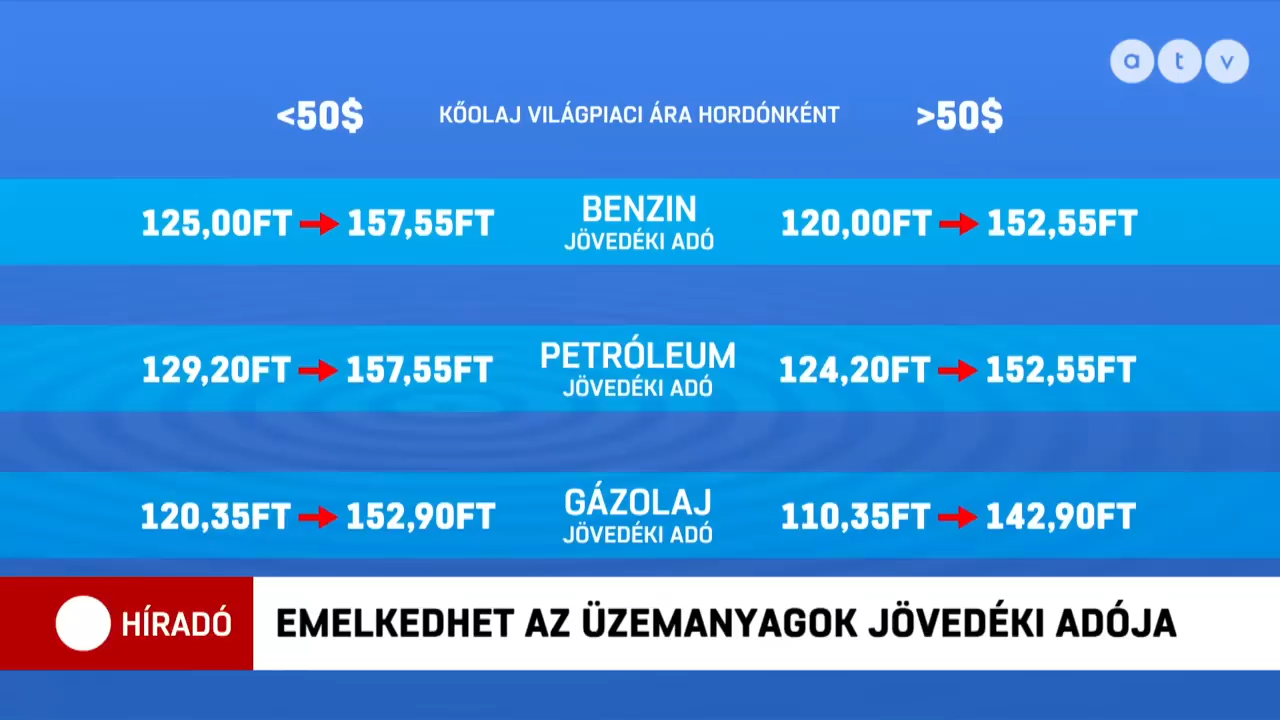 a t v
<50$ KŐOLAJ VILÁGPIACI ÁRA HORDÓNKÉNT >50$
125,00FT 157,55FT BENZIN 120,00FT 152,55FT
JÖVEDÉKI ADÓ
129,20FT 157,55FT PETRÓLEUM 124,20FT 152,55FT
JÖVEDÉKI ADÓ
120,35FT 152,90FT GÁZOLAJ 110,35FT 142,90FT
JÖVEDÉKI ADÓ
HÍRADÓ EMELKEDHET AZ ÜZEMANYAGOK JÖVEDÉKI ADÓJA